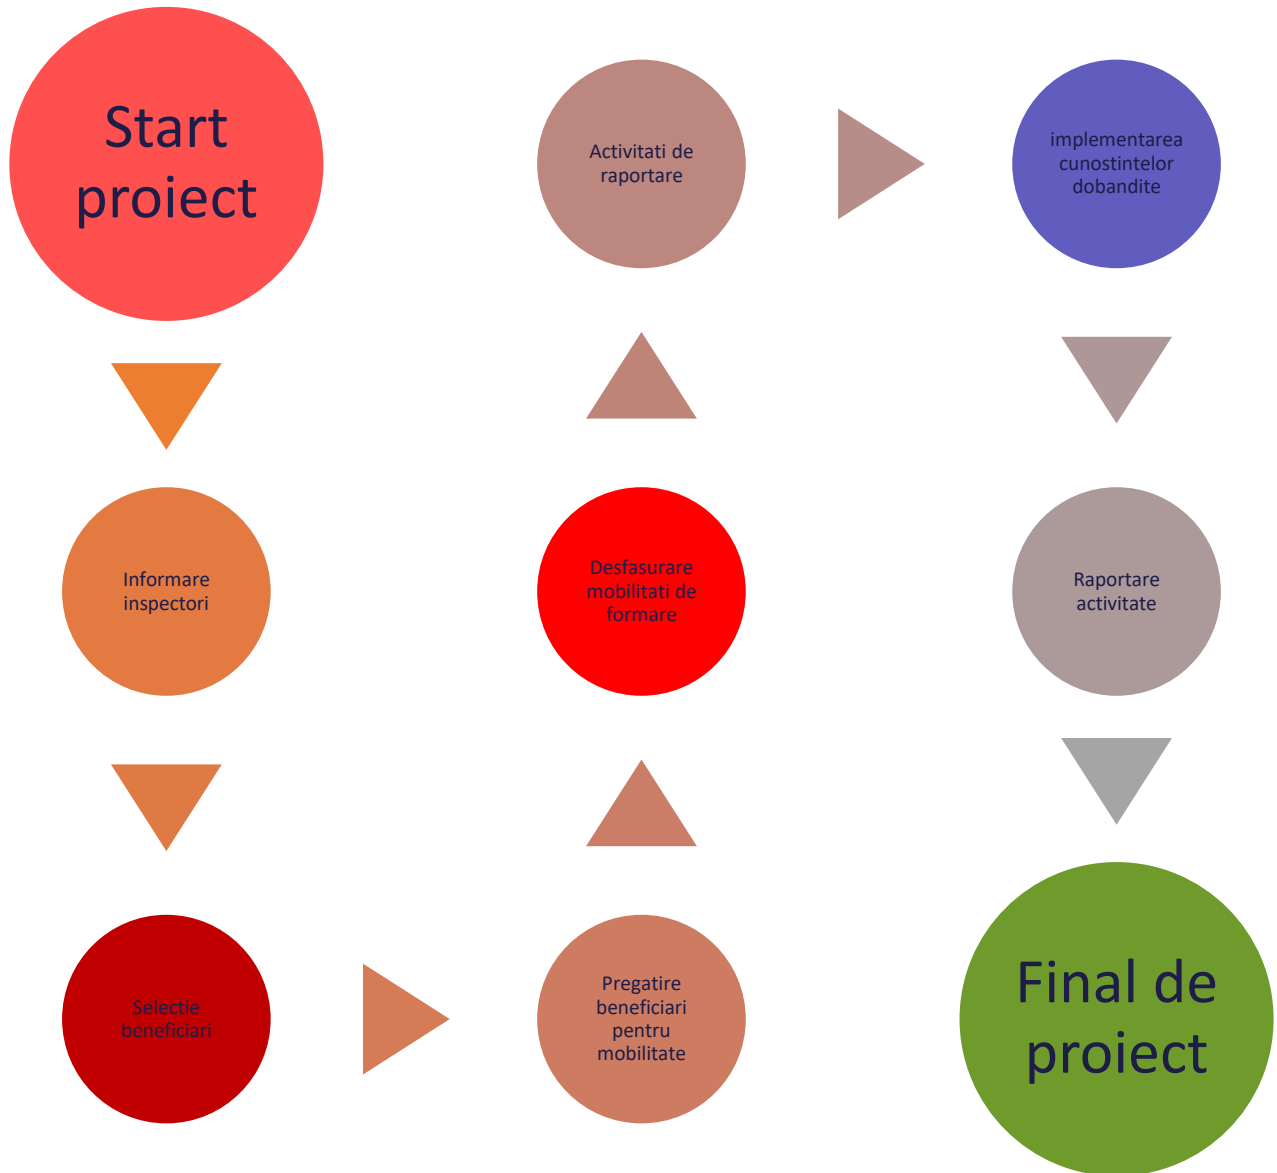 Start
proiect
Informare
inspectori
Selectie
beneficiari
Pregatire
beneficiari
pentru
mobilitate
Desfasurare
mobilitati de
formare
Activitati de
raportare
implementarea
cunostintelor
dobandite
Raportare
activitate
Final de
proiect